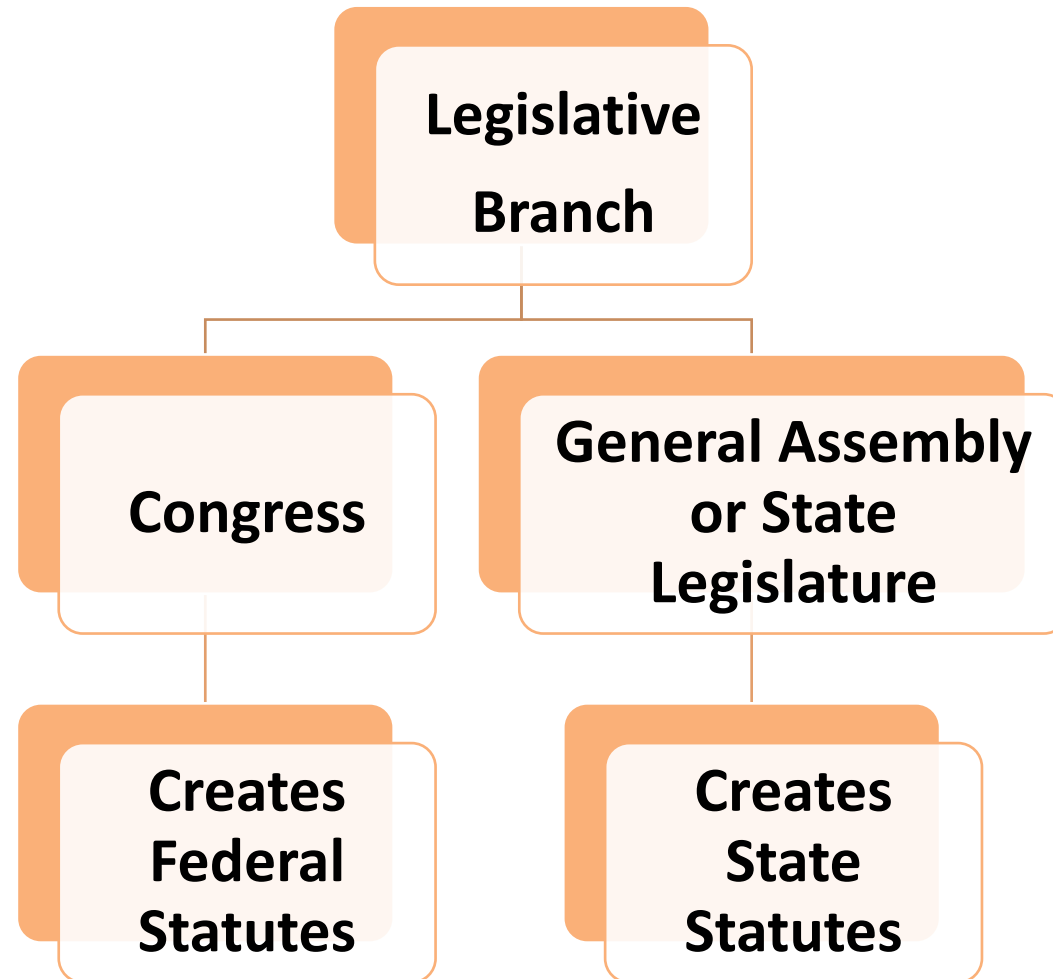 Legislative
Branch
Congress
General Assembly
or State
Legislature
Creates
Federal
Statutes
Creates
State
Statutes